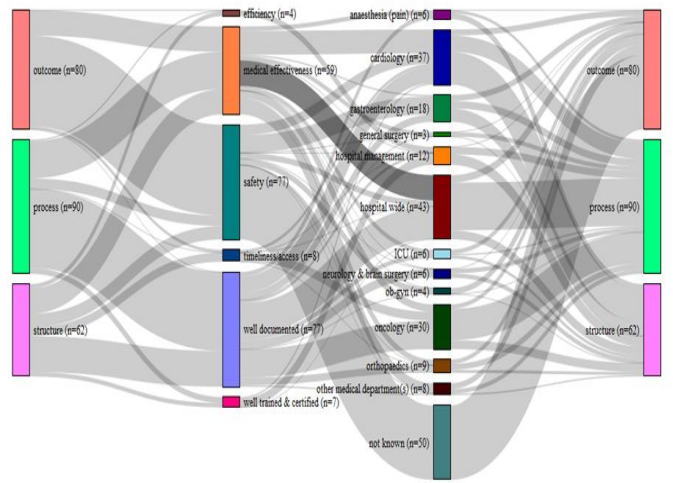 outcome (n=80)
process (n=90)
structure (n=62)
efficiency (n=4)
medical effectiveness (n=59)
safety (n=77)
timeliness access (n=8)
well documented (n=77)
well trained & certified (n=7)
anaesthesia (pain) (n=6)
cardiology (n=37)
gastroenterology (n=18)
general surgery (n=3)
hospital management (n=12)
hospital wide (n=43)
ICU (n=6)
neurology & brain surgery (n=6)
ob-gyn (n=4)
oncology (n=30)
orthopaedics (n=9)
other medical department(s) (n=8)
not known (n=50)
outcome (n=80)
process (n=90)
structure (n=62)